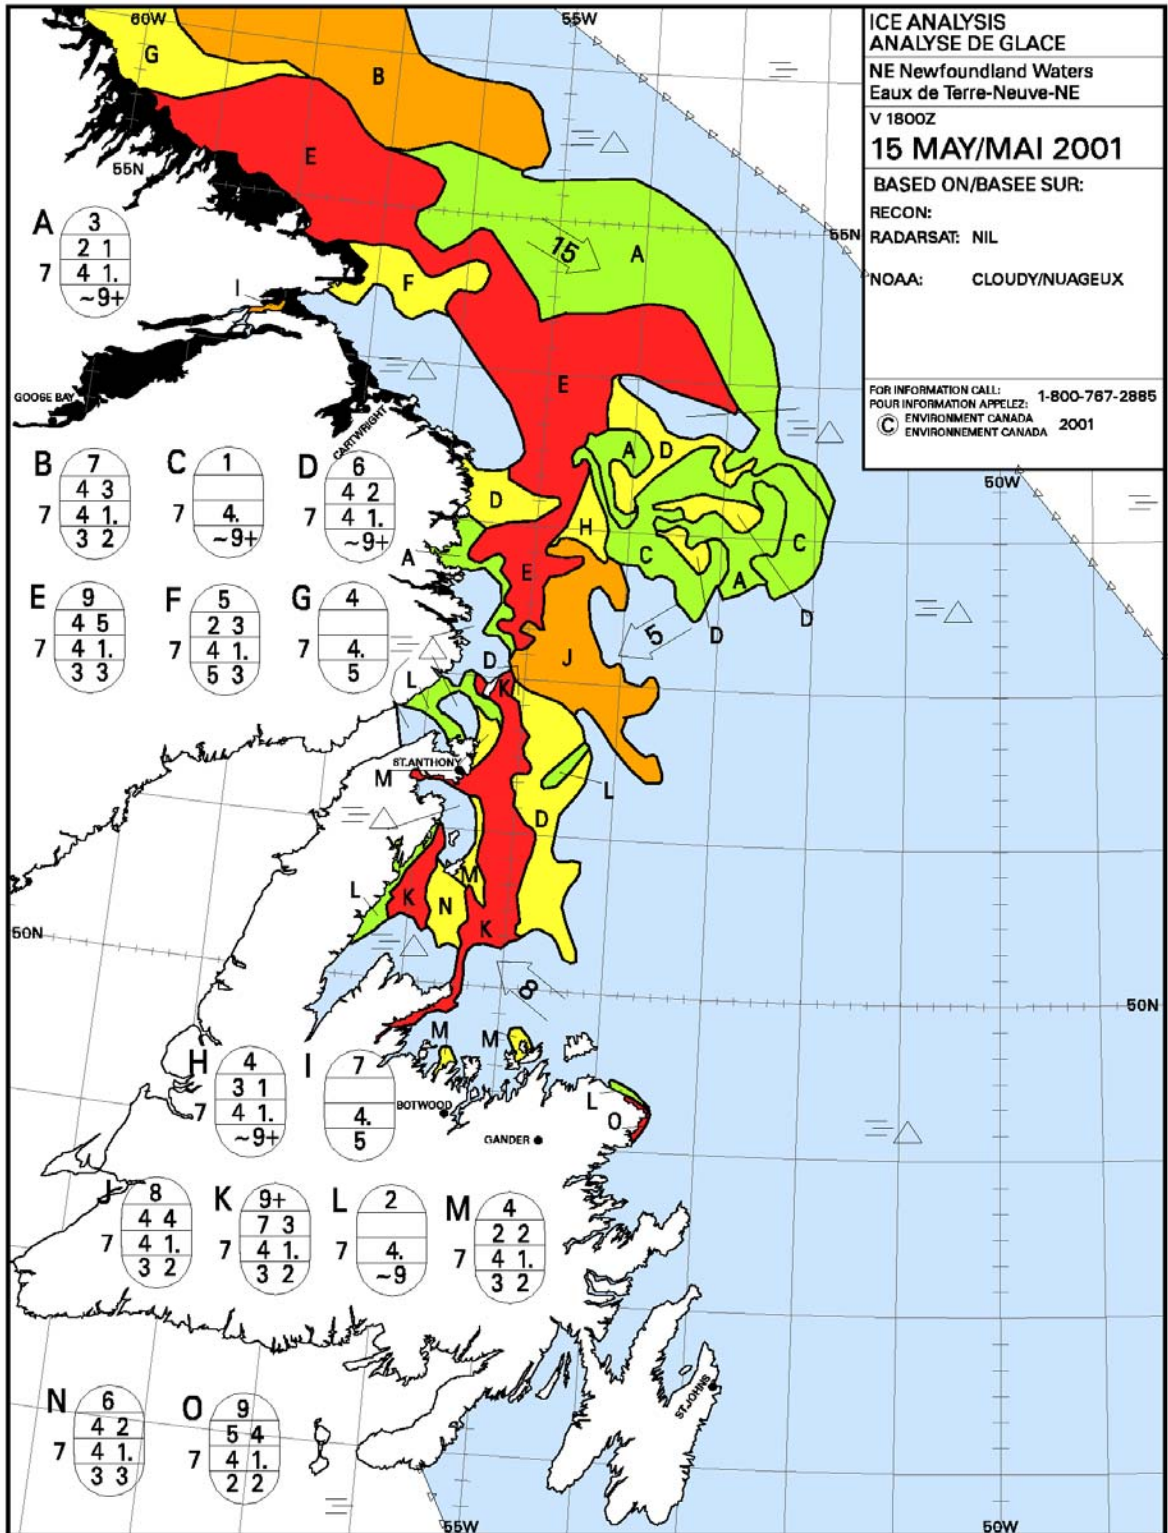 60W
55W
ICE ANALYSIS
ANALYSE DE GLACE
NE Newfoundland Waters
Eaux de Terre-Neuve-NE
V 1800Z
15 MAY/MAI 2001
BASED ON/BASEE SUR:
RECON:
RADARSAT: NIL
NOAA: CLOUDY/NUAGEUX
FOR INFORMATION CALL:
POUR INFORMATION APPELEZ: 1-800-767-2885
© ENVIRONMENT CANADA
ENVIRONNEMENT CANADA 2001
G
B
E
55N
A
15
55N
F
I
A
3
2 1
7 4 1.
~9+
E
GOOSE BAY
CARTWRIGHT
A
D
50W
B
7
4 3
7 4 1.
3 2
C
1
7 4.
~9+
D
6
4 2
7 4 1.
~9+
D
H
C
C
A
A
E
D
D
E
9
4 5
7 4 1.
3 3
F
5
2 3
7 4 1.
5 3
G
4
7 4.
5
5
J
D
L
K
ST.ANTHONY
M
L
D
M
L
K
N
K
50N
8
50N
M
M
H
4
3 1
7 4 1.
~9+
I
7
4.
5
BOTWOOD
L
O
GANDER
J
8
4 4
7 4 1.
3 2
K
9+
7 3
7 4 1.
3 2
L
2
7 4.
~9
M
4
2 2
7 4 1.
3 2
N
6
4 2
7 4 1.
3 3
O
9
5 4
7 4 1.
2 2
ST.JOHNS
55W
50W